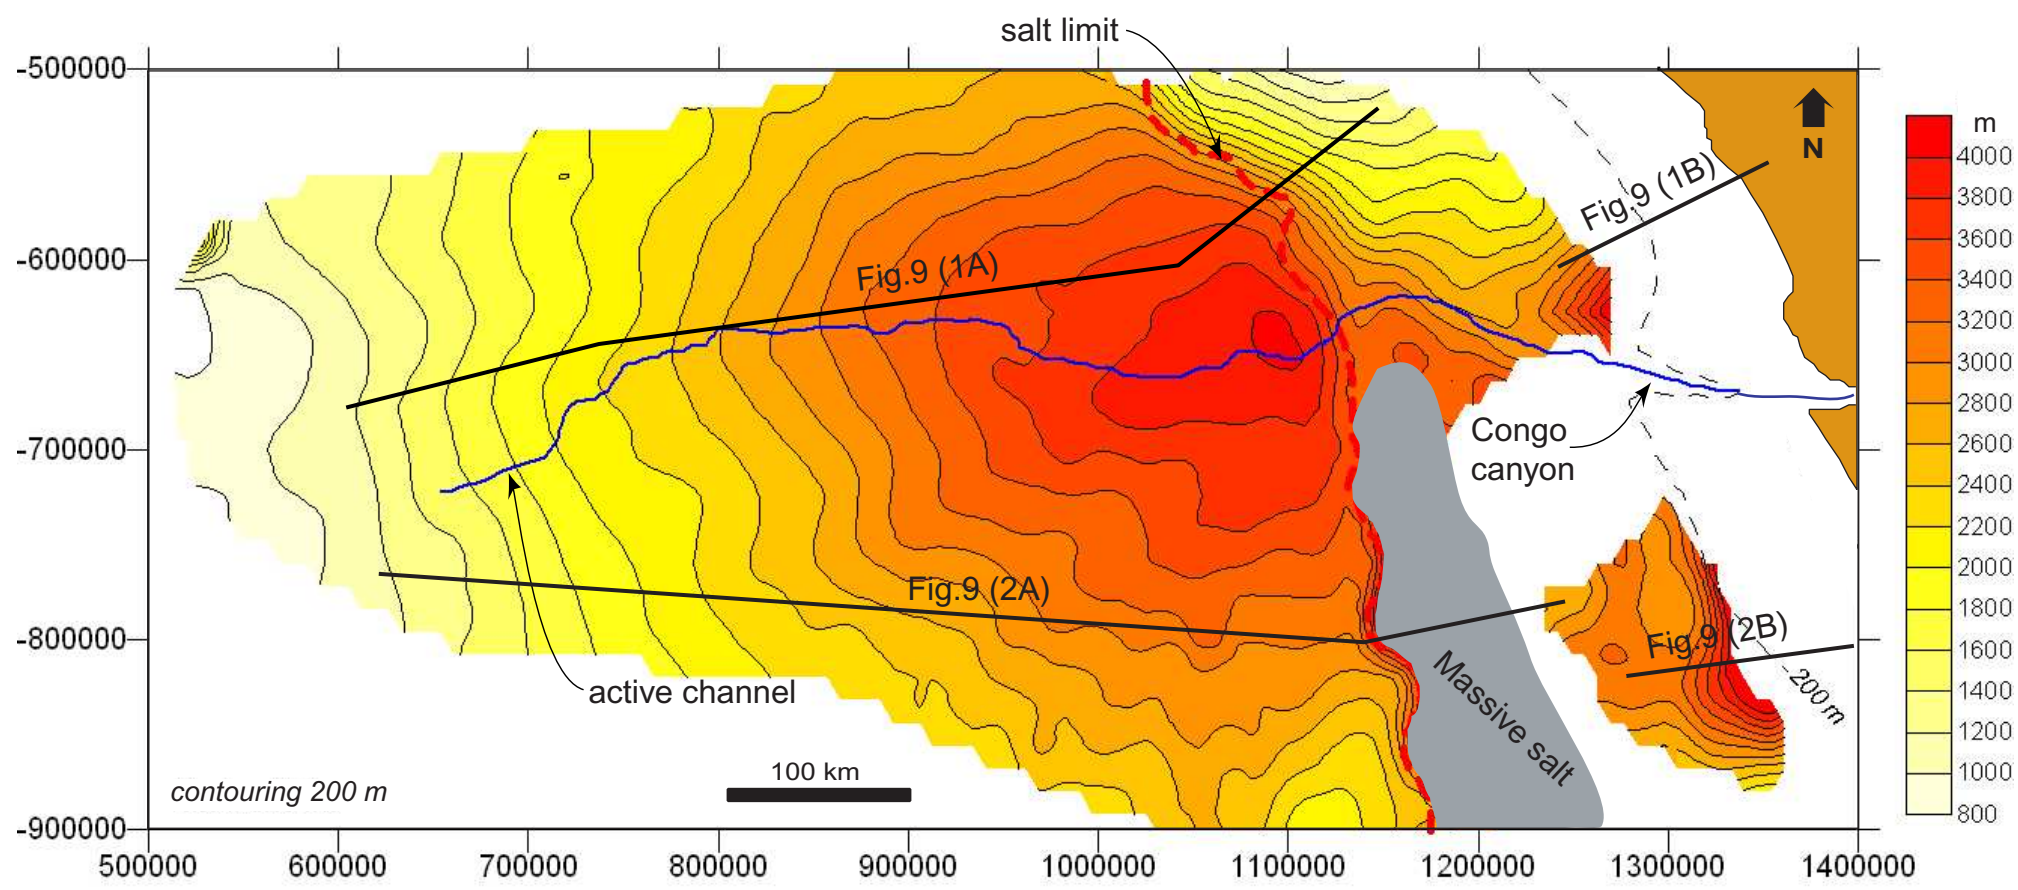 salt limit
-500000
-600000
-700000
-800000
-900000
500000
600000
700000
800000
900000
1000000
1100000
1200000
1300000
1400000
Fig.9 (1A)
Fig.9 (1B)
Fig.9 (2A)
Fig.9 (2B)
N
Congo
canyon
active channel
Massive salt
200 m
100 km
contouring 200 m
m
4000
3800
3600
3400
3200
3000
2800
2600
2400
2200
2000
1800
1600
1400
1200
1000
800